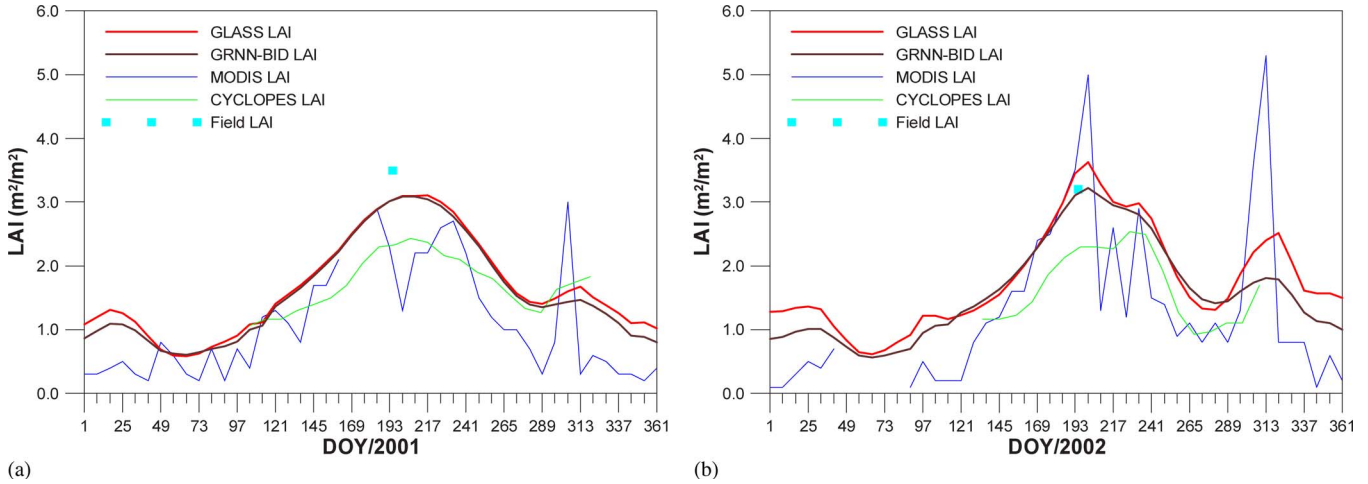 6.0
5.0
4.0
3.0
2.0
1.0
0.0
LAI (m²/m²)
GLASS LAI
GRNN-BID LAI
MODIS LAI
CYCLOPES LAI
Field LAI
1 25 49 73 97 121 145 169 193 217 241 265 289 313 337 361
DOY/2001
(a)
6.0
5.0
4.0
3.0
2.0
1.0
0.0
LAI (m²/m²)
GLASS LAI
GRNN-BID LAI
MODIS LAI
CYCLOPES LAI
Field LAI
1 25 49 73 97 121 145 169 193 217 241 265 289 313 337 361
DOY/2002
(b)